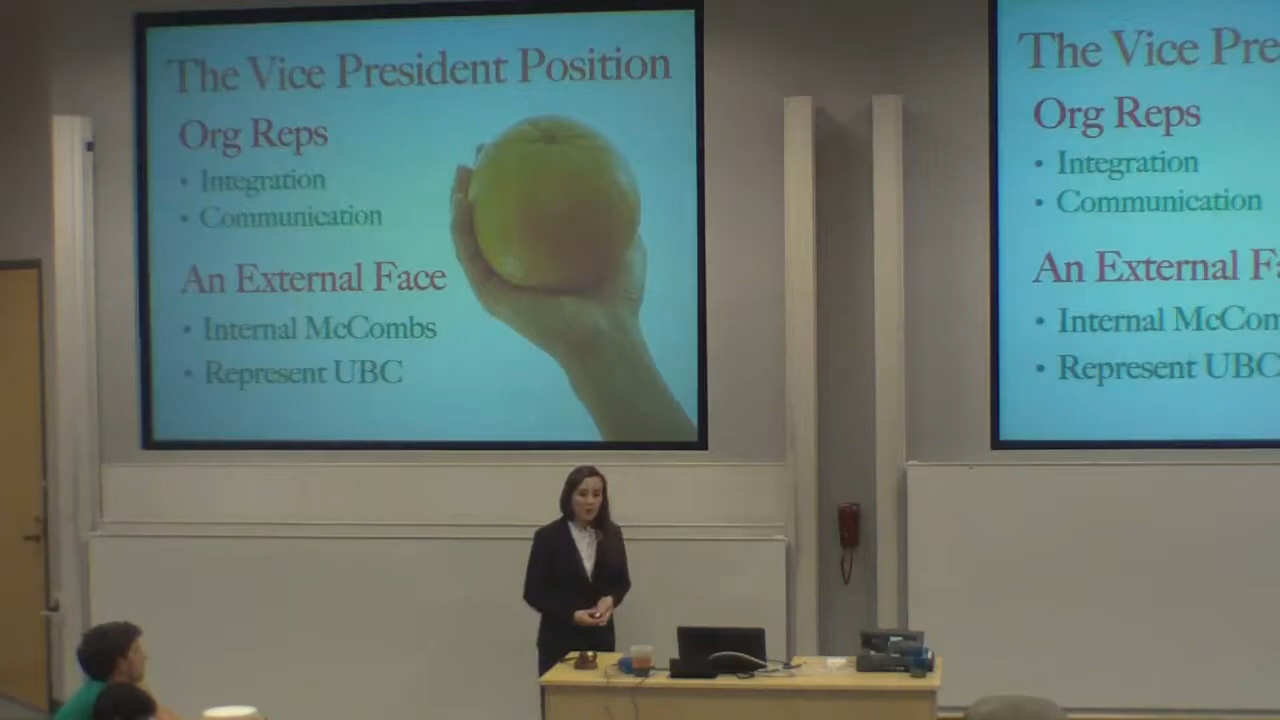 The Vice President Position
Org Reps
• Integration
• Communication
An External Face
• Internal McCombs
• Represent UBC
The Vice Pre
Org Reps
• Integration
• Communication
An External F
• Internal McCom
• Represent UBC